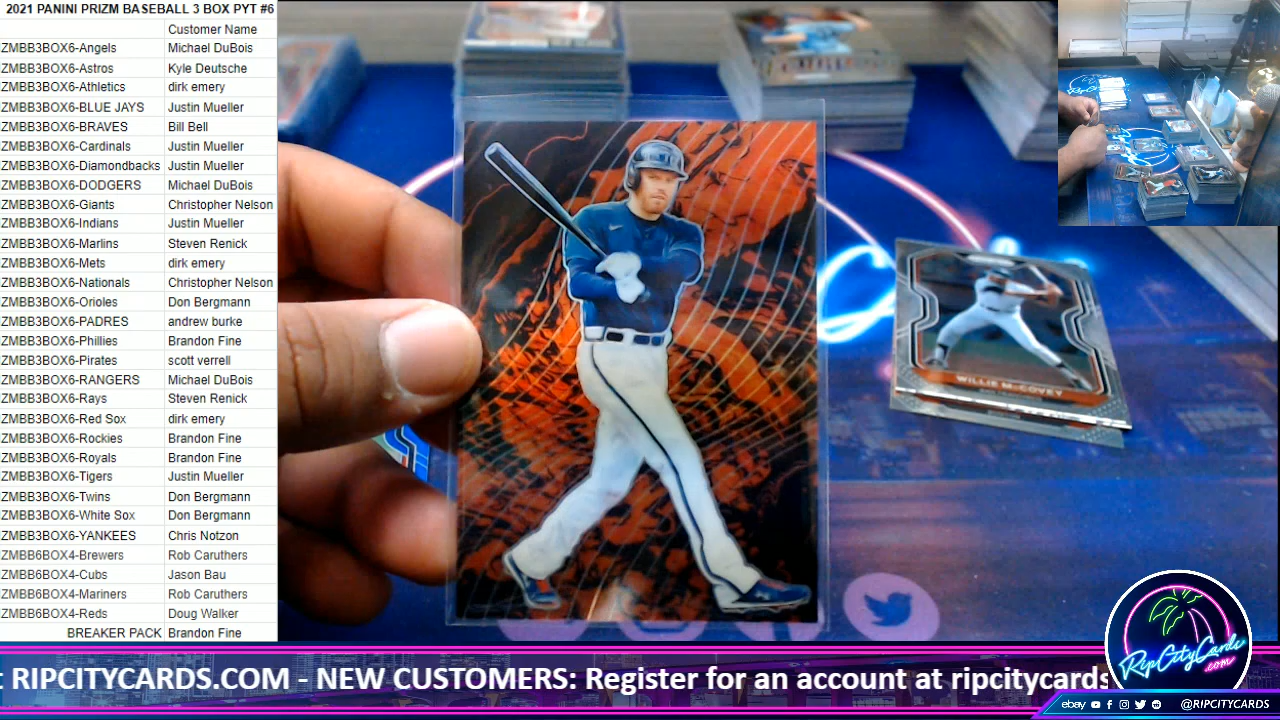 2021 PANINI PRIZM BASEBALL 3 BOX PYT #6
Customer Name
ZMBB3BOX6-Angels Michael DuBois
ZMBB3BOX6-Astros Kyle Deutsche
ZMBB3BOX6-Athletics dirk emery
ZMBB3BOX6-BLUE JAYS Justin Mueller
ZMBB3BOX6-BRAVES Bill Bell
ZMBB3BOX6-Cardinals Justin Mueller
ZMBB3BOX6-Diamondbacks Justin Mueller
ZMBB3BOX6-DODGERS Michael DuBois
ZMBB3BOX6-Giants Christopher Nelson
ZMBB3BOX6-Indians Justin Mueller
ZMBB3BOX6-Marlins Steven Renick
ZMBB3BOX6-Mets dirk emery
ZMBB3BOX6-Nationals Christopher Nelson
ZMBB3BOX6-Orioles Don Bergmann
ZMBB3BOX6-PADRES andrew burke
ZMBB3BOX6-Phillies Brandon Fine
ZMBB3BOX6-Pirates scott verrell
ZMBB3BOX6-RANGERS Michael DuBois
ZMBB3BOX6-Rays Steven Renick
ZMBB3BOX6-Red Sox dirk emery
ZMBB3BOX6-Rockies Brandon Fine
ZMBB3BOX6-Royals Brandon Fine
ZMBB3BOX6-Tigers Justin Mueller
ZMBB3BOX6-Twins Don Bergmann
ZMBB3BOX6-White Sox Don Bergmann
ZMBB3BOX6-YANKEES Chris Notzon
ZMBB6BOX4-Brewers Rob Caruthers
ZMBB6BOX4-Cubs Jason Bau
ZMBB6BOX4-Mariners Rob Caruthers
ZMBB6BOX4-Reds Doug Walker
BREAKER PACK Brandon Fine
WILLIE McCOVEY
RIPCITYCARDS.COM - NEW CUSTOMERS: Register for an account at ripcitycards
RipCityCards
.com
ebay @RIPCITYCARDS